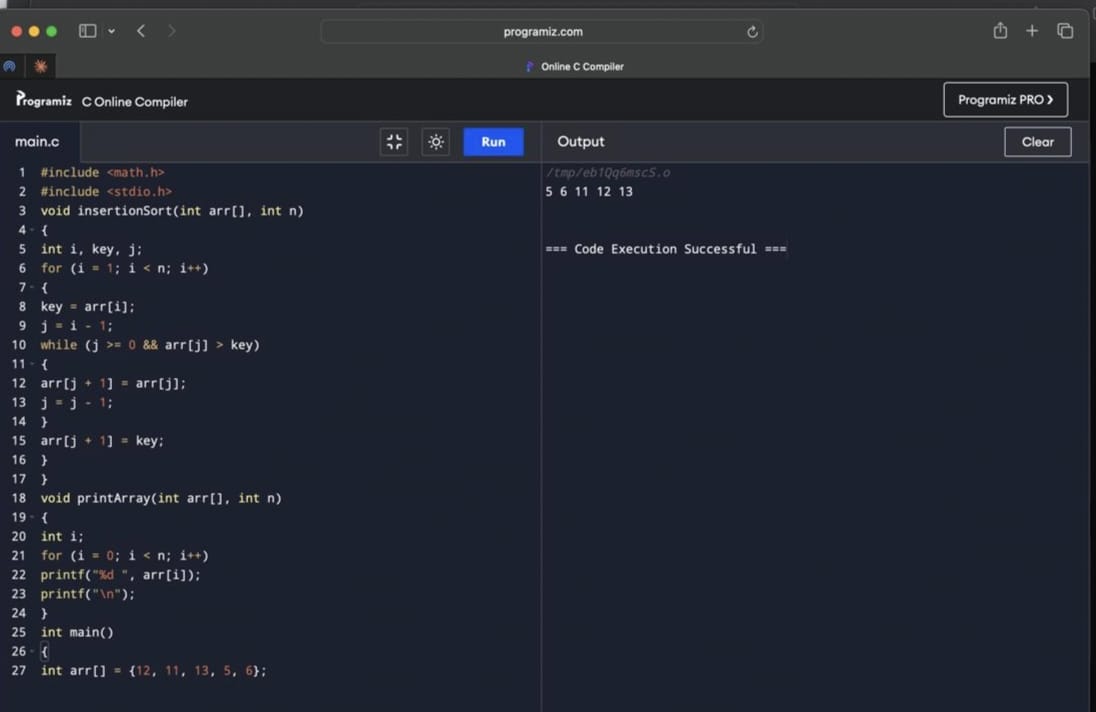 programiz.com
Online C Compiler
Programiz C Online Compiler
Programiz PRO >
main.c
Run
Output
Clear
1 #include <math.h>
2 #include <stdio.h>
3 void insertionSort(int arr[], int n)
4 {
5 int i, key, j;
6 for (i = 1; i < n; i++)
7 {
8 key = arr[i];
9 j = i - 1;
10 while (j >= 0 && arr[j] > key)
11 {
12 arr[j + 1] = arr[j];
13 j = j - 1;
14 }
15 arr[j + 1] = key;
16 }
17 }
18 void printArray(int arr[], int n)
19 {
20 int i;
21 for (i = 0; i < n; i++)
22 printf("%d ", arr[i]);
23 printf("\n");
24 }
25 int main()
26 {
27 int arr[] = {12, 11, 13, 5, 6};
/tmp/eb1Qq6mscS.o
5 6 11 12 13
=== Code Execution Successful ===